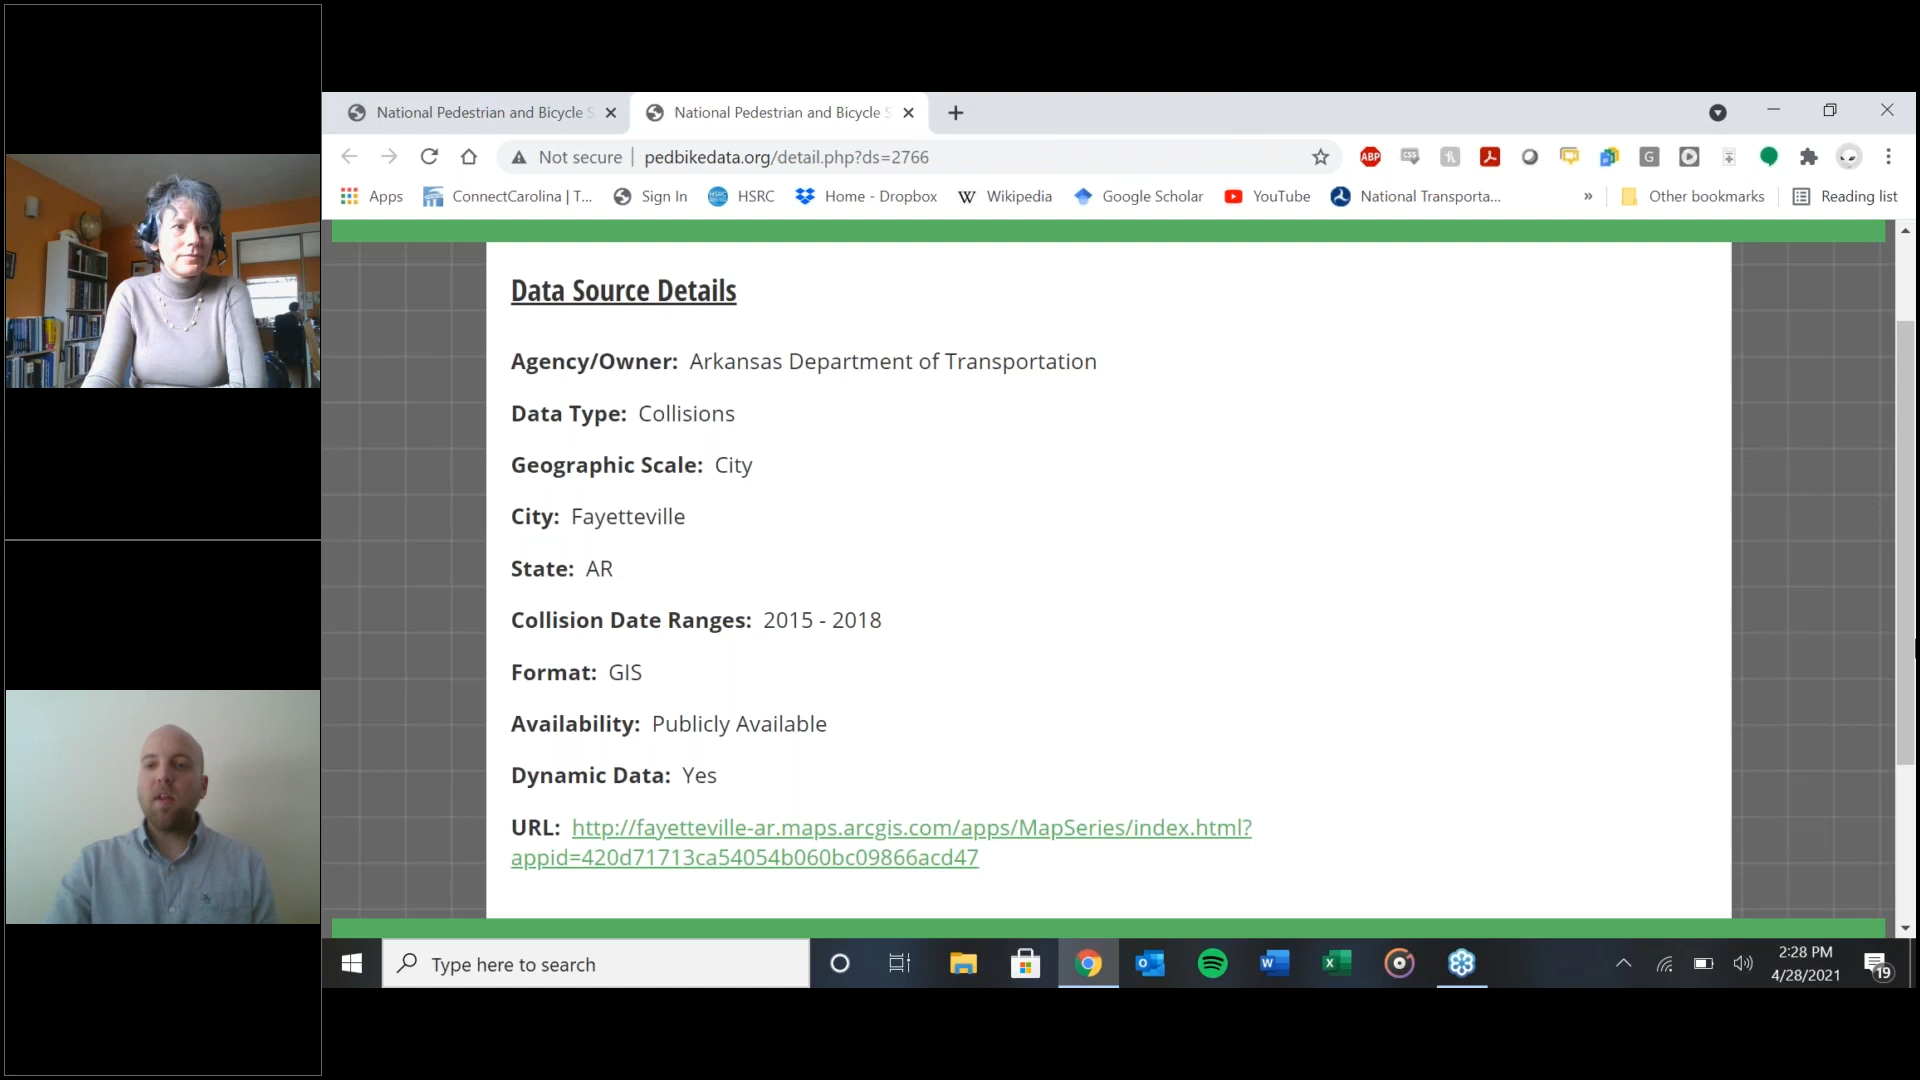 National Pedestrian and Bicycle S
National Pedestrian and Bicycle S
Not secure
pedbikedata.org/detail.php?ds=2766
ABP
CSS
G
Apps
ConnectCarolina | T...
Sign In
HSRC
HSRC
Home - Dropbox
W
Wikipedia
Google Scholar
YouTube
National Transporta...
»
Other bookmarks
Reading list
Data Source Details
Agency/Owner: Arkansas Department of Transportation
Data Type: Collisions
Geographic Scale: City
City: Fayetteville
State: AR
Collision Date Ranges: 2015 - 2018
Format: GIS
Availability: Publicly Available
Dynamic Data: Yes
URL: http://fayetteville-ar.maps.arcgis.com/apps/MapSeries/index.html?
appid=420d71713ca54054b060bc09866acd47
Type here to search
2:28 PM
4/28/2021
19